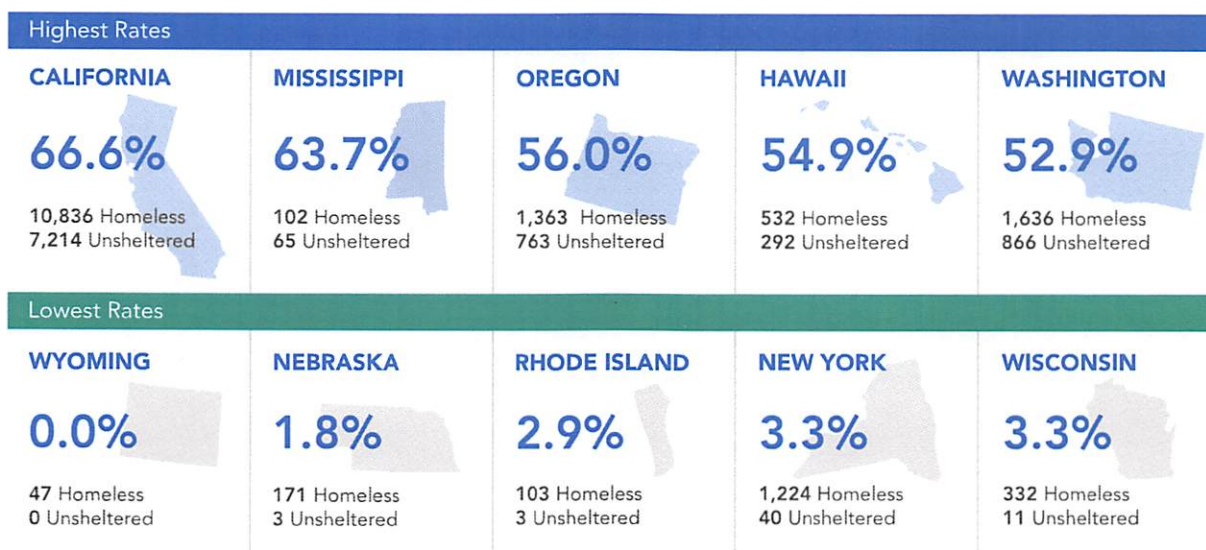 Highest Rates
CALIFORNIA
66.6%
10,836 Homeless
7,214 Unsheltered
MISSISSIPPI
63.7%
102 Homeless
65 Unsheltered
OREGON
56.0%
1,363 Homeless
763 Unsheltered
HAWAII
54.9%
532 Homeless
292 Unsheltered
WASHINGTON
52.9%
1,636 Homeless
866 Unsheltered
Lowest Rates
WYOMING
0.0%
47 Homeless
0 Unsheltered
NEBRASKA
1.8%
171 Homeless
3 Unsheltered
RHODE ISLAND
2.9%
103 Homeless
3 Unsheltered
NEW YORK
3.3%
1,224 Homeless
40 Unsheltered
WISCONSIN
3.3%
332 Homeless
11 Unsheltered